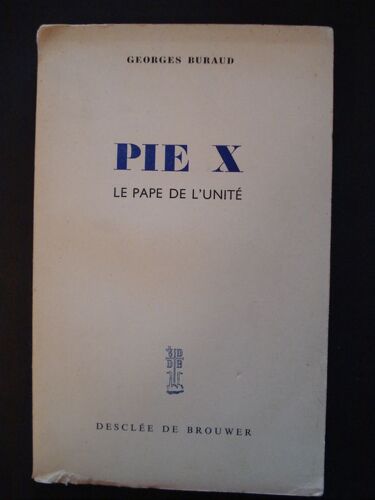 GEORGES BURAUD
PIE X
LE PAPE DE L'UNITÉ
DESCLÉE DE BROUWER